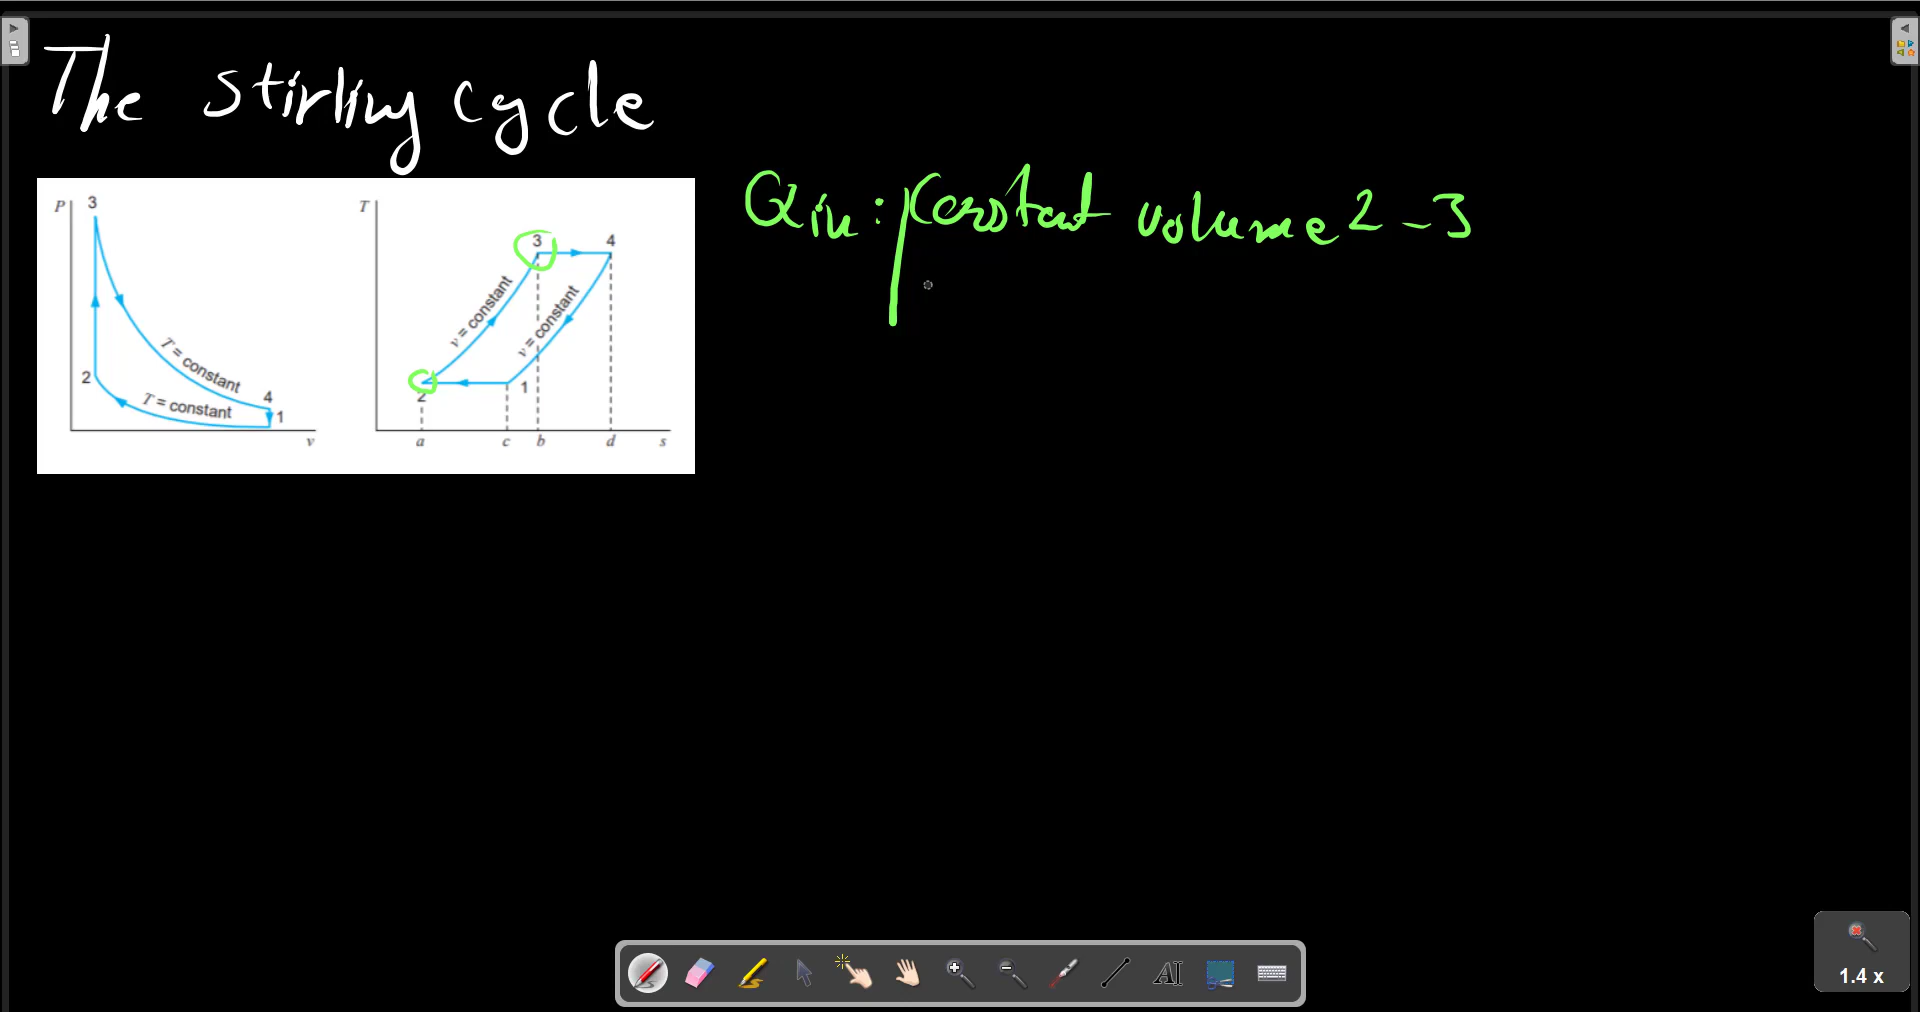 The Stirling cycle
Qin: Constant volume 2-3
P
3
2
T = constant
T = constant
4
1
v
T
3
4
v = constant
v = constant
2
1
a
c
b
d
s
AI
1.4 x